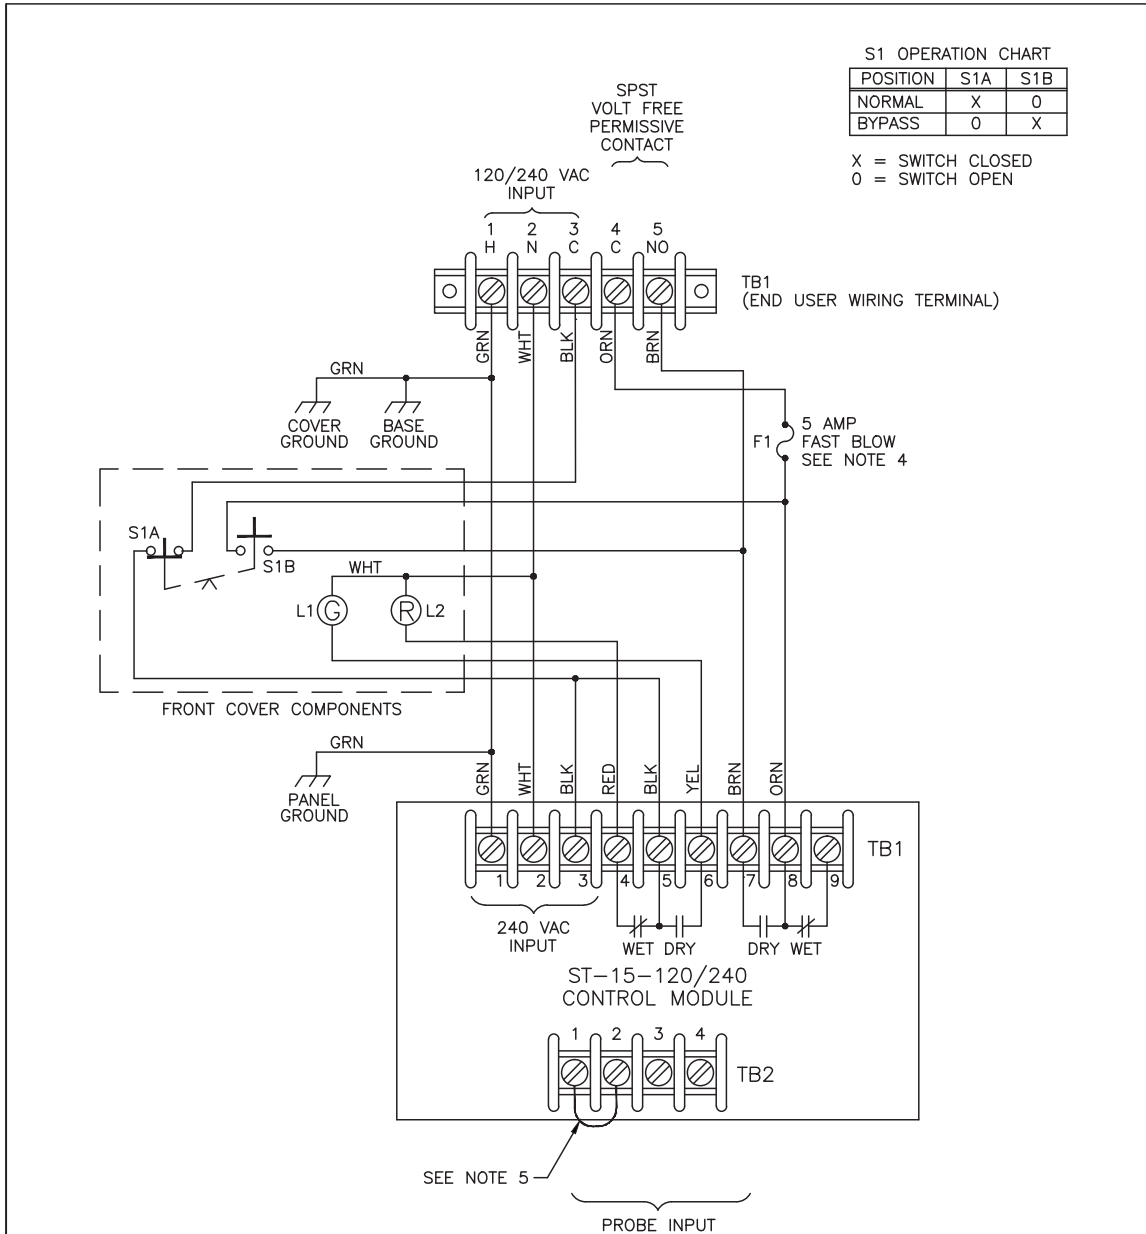 S1 OPERATION CHART
POSITION S1A S1B
NORMAL X O
BYPASS O X
X = SWITCH CLOSED
O = SWITCH OPEN
SPST
VOLT FREE
PERMISSIVE
CONTACT
120/240 VAC
INPUT
1 2 3 4 5
H N C C NO
TB1
(END USER WIRING TERMINAL)
GRN WHT BLK ORN BRN
GRN
COVER
GROUND
BASE
GROUND
F1
5 AMP
FAST BLOW
SEE NOTE 4
S1A
S1B
WHT
L1 G R L2
FRONT COVER COMPONENTS
GRN
PANEL
GROUND
GRN WHT BLK RED BLK YEL BRN ORN
TB1
1 2 3 4 5 6 7 8 9
240 VAC
INPUT
WET DRY DRY WET
ST-15-120/240
CONTROL MODULE
1 2 3 4
TB2
SEE NOTE 5
PROBE INPUT